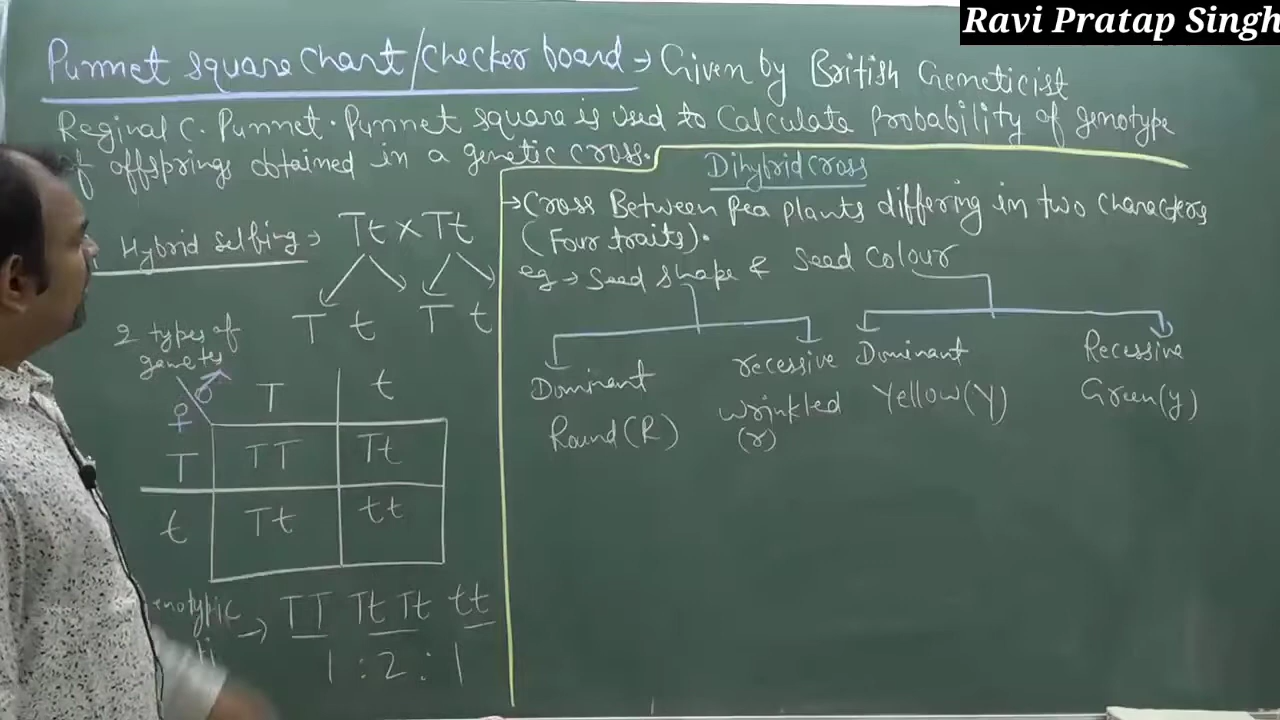 Ravi Pratap Singh
Punnet square chart/checker board → Given by British Geneticist
Reginal C. Punnet. Punnet square is used to Calculate Probability of genotype
of offsprings obtained in a genetic cross.
Hybrid selfing →
Tt × Tt
T t T t
2 types of
gametes
♀ ♂
T t
T TT Tt
t Tt tt
enotypic → TT Tt Tt tt
1 : 2 : 1
Dihybrid cross
→ Cross Between Pea plants differing in two characters
(Four traits).
eg → Seed shape & Seed Colour
Dominant recessive Dominant Recessive
Round (R) wrinkled Yellow (Y) Green (y)
(r)